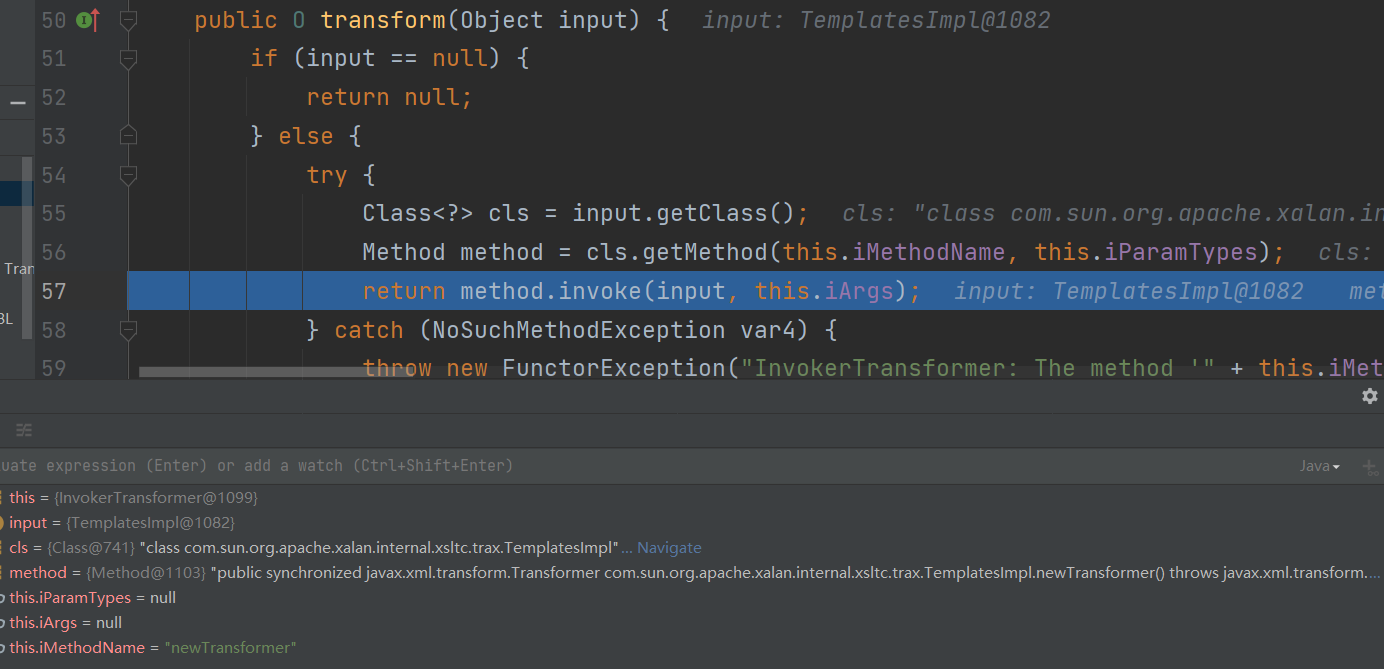 50 public O transform(Object input) { input: TemplatesImpl@1082
51 if (input == null) {
52 return null;
53 } else {
54 try {
55 Class<?> cls = input.getClass(); cls: "class com.sun.org.apache.xalan.in
Tran 56 Method method = cls.getMethod(this.iMethodName, this.iParamTypes); cls:
57 return method.invoke(input, this.iArgs); input: TemplatesImpl@1082 met
BL 58 } catch (NoSuchMethodException var4) {
59 throw new FunctorException("InvokerTransformer: The method '" + this.iMet
uate expression (Enter) or add a watch (Ctrl+Shift+Enter) Java
this = {InvokerTransformer@1099}
input = {TemplatesImpl@1082}
cls = {Class@741} "class com.sun.org.apache.xalan.internal.xsltc.trax.TemplatesImpl"... Navigate
method = {Method@1103} "public synchronized javax.xml.transform.Transformer com.sun.org.apache.xalan.internal.xsltc.trax.TemplatesImpl.newTransformer() throws javax.xml.transform....
this.iParamTypes = null
this.iArgs = null
this.iMethodName = "newTransformer"